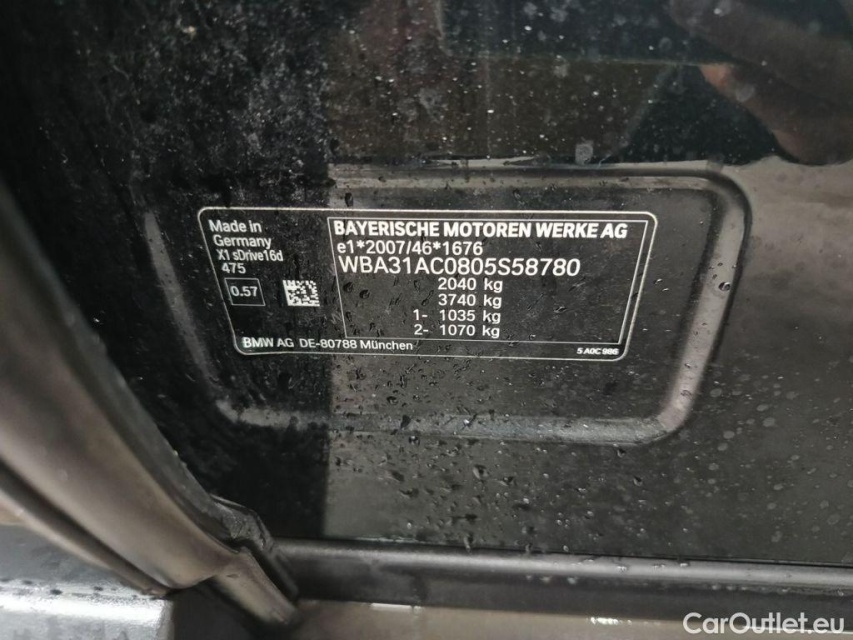 Made in
Germany
X1 sDrive16d
475
0.57
BAYERISCHE MOTOREN WERKE AG
e1*2007/46*1676
WBA31AC0805S58780
2040 kg
3740 kg
1- 1035 kg
2- 1070 kg
BMW AG DE-80788 München
5 A0C 986
CarOutlet.eu